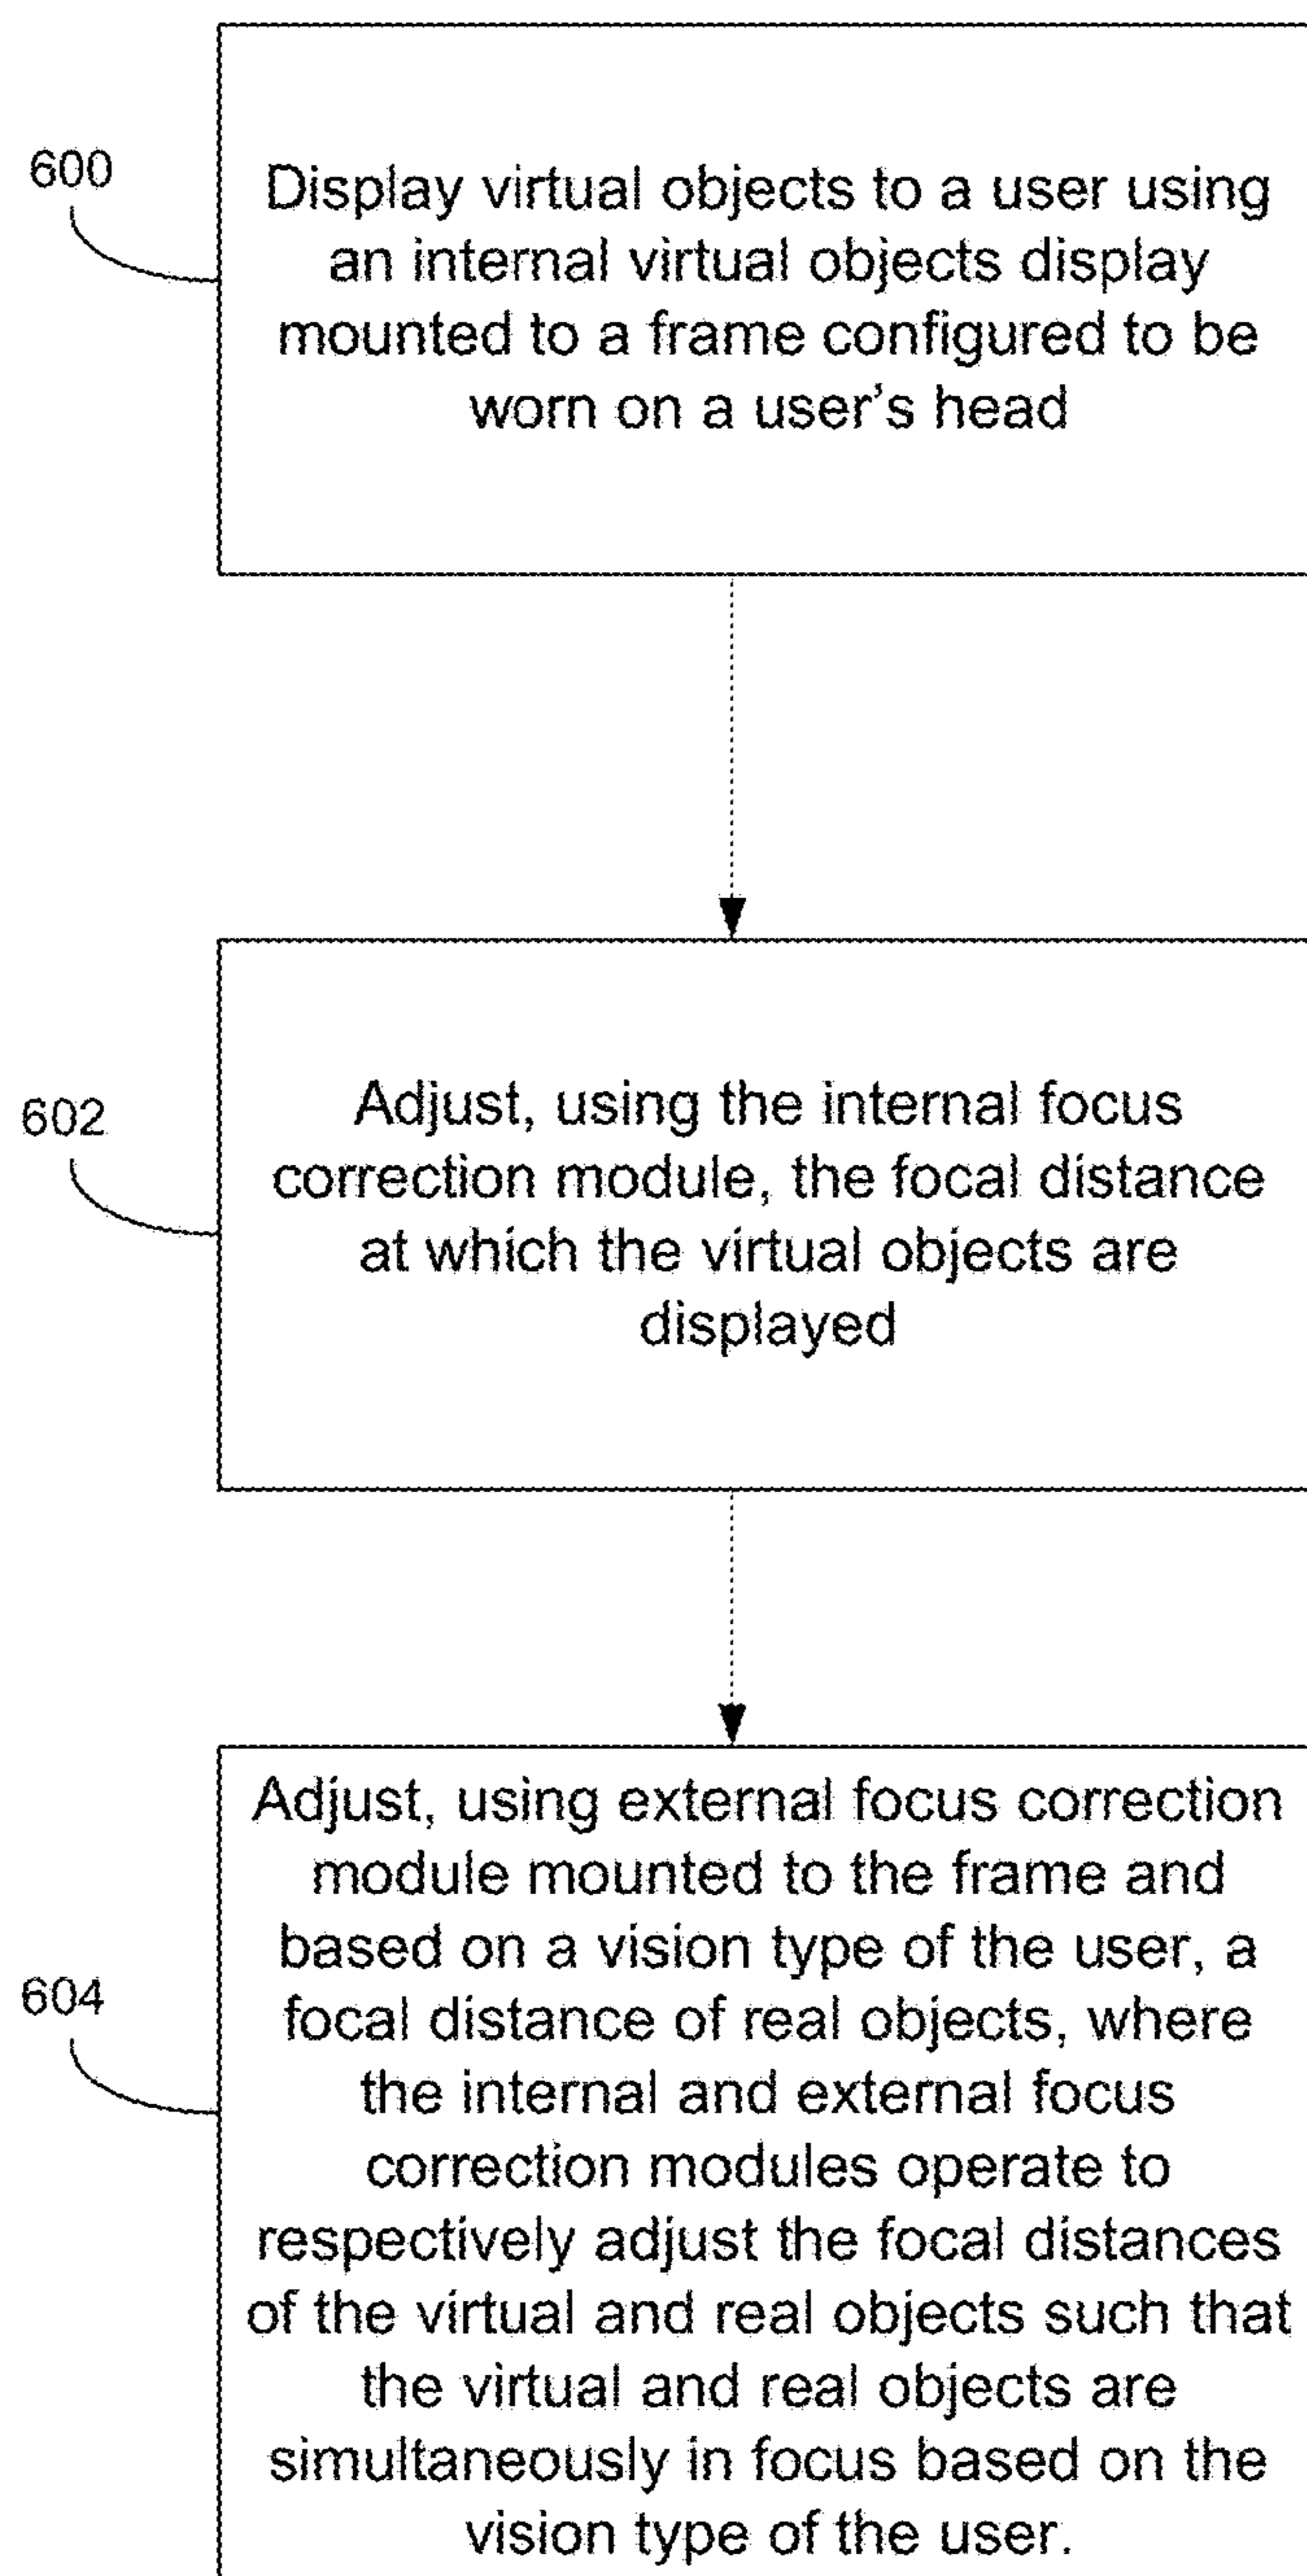 600
Display virtual objects to a user using
an internal virtual objects display
mounted to a frame configured to be
worn on a user's head
602
Adjust, using the internal focus
correction module, the focal distance
at which the virtual objects are
displayed
604
Adjust, using external focus correction
module mounted to the frame and
based on a vision type of the user, a
focal distance of real objects, where
the internal and external focus
correction modules operate to
respectively adjust the focal distances
of the virtual and real objects such that
the virtual and real objects are
simultaneously in focus based on the
vision type of the user.